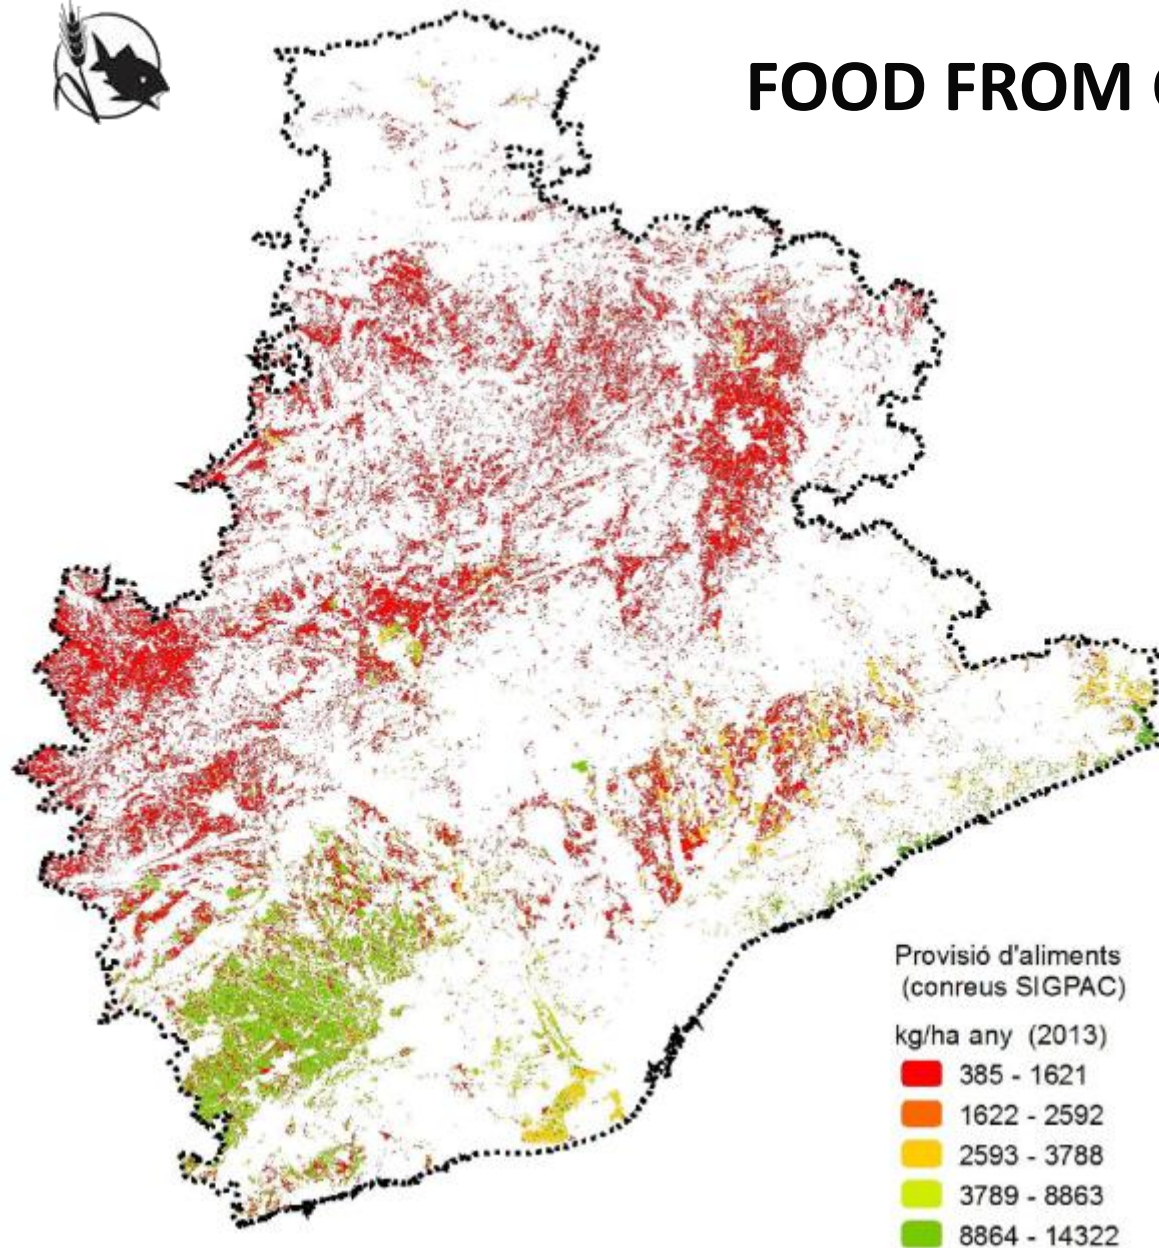 FOOD FROM
Provisió d'aliments
(conreus SIGPAC)
kg/ha any (2013)
385 - 1621
1622 - 2592
2593 - 3788
3789 - 8863
8864 - 14322